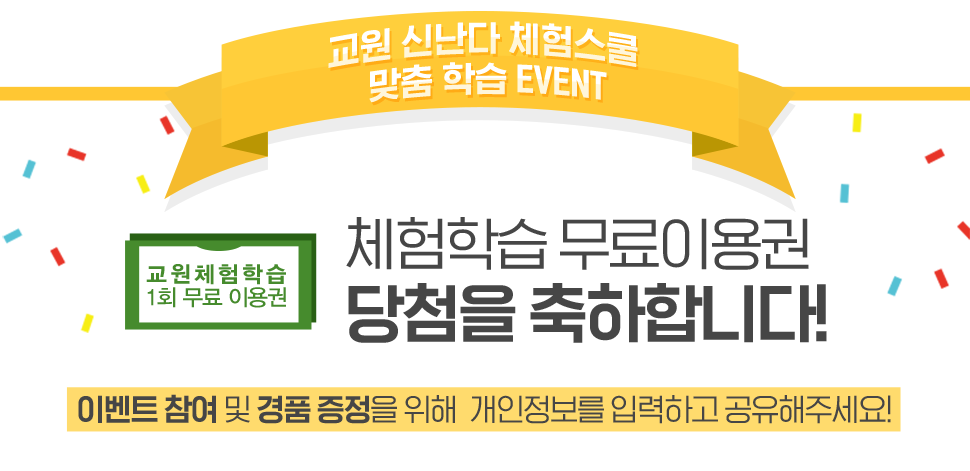 교원 신난다 체험스쿨
맞춤 학습 EVENT
체험학습 무료이용권
당첨을 축하합니다!
교원체험학습
1회 무료 이용권
이벤트 참여 및 경품 증정을 위해 개인정보를 입력하고 공유해주세요!